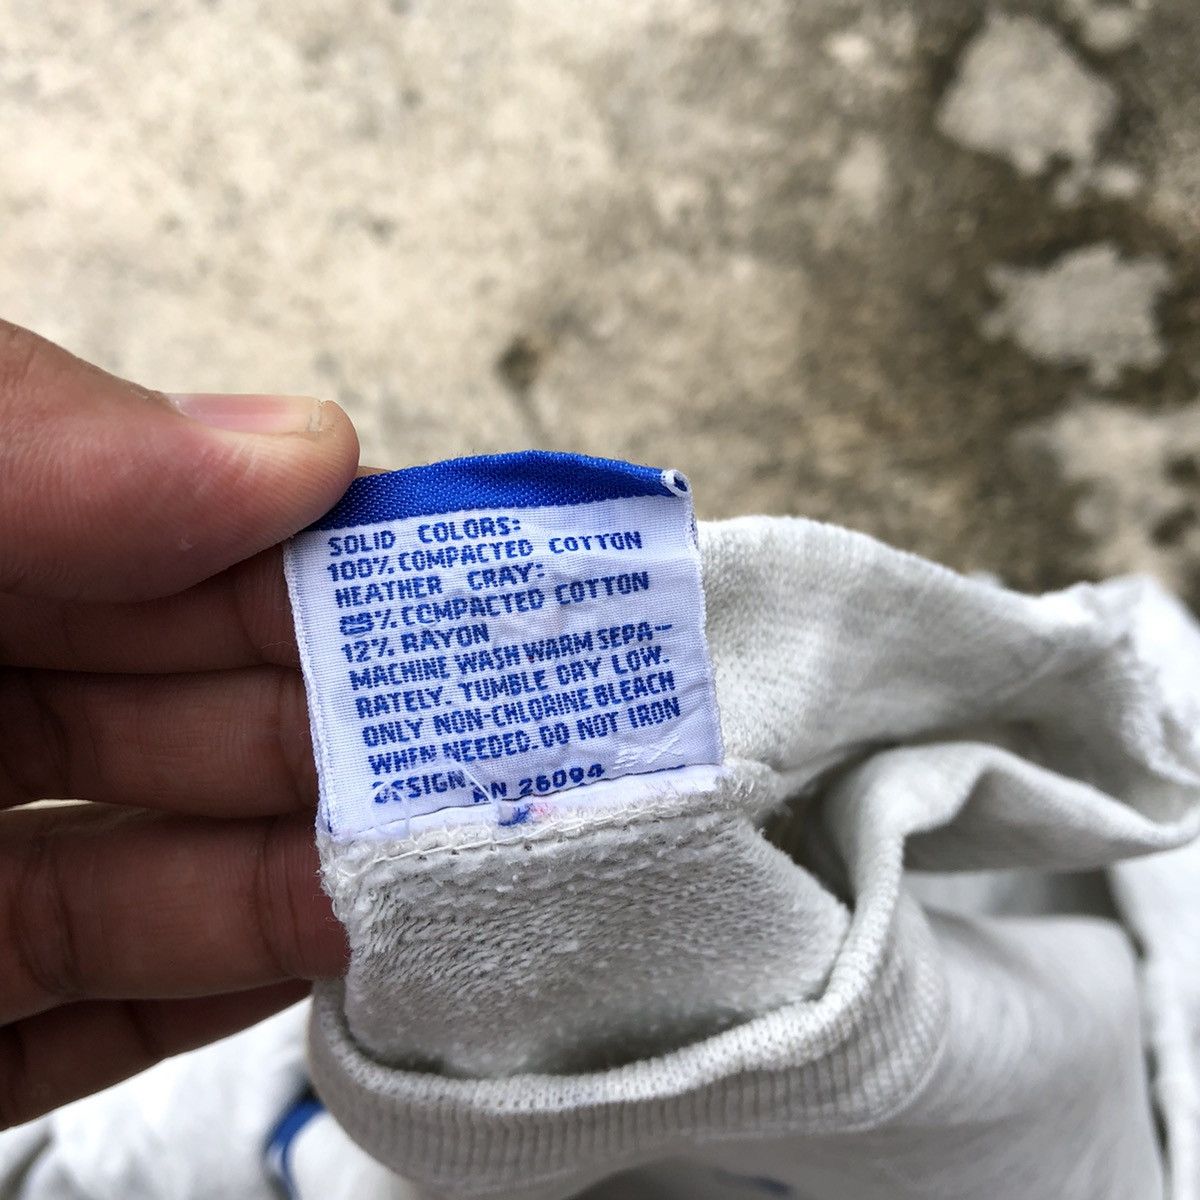 SOLID COLORS:
100% COMPACTED COTTON
HEATHER GRAY:
88% COMPACTED COTTON
12% RAYON
MACHINE WASH WARM SEPA-
RATELY. TUMBLE DRY LOW.
ONLY NON-CHLORINE BLEACH
WHEN NEEDED. DO NOT IRON
DESIGN.
AN 26094